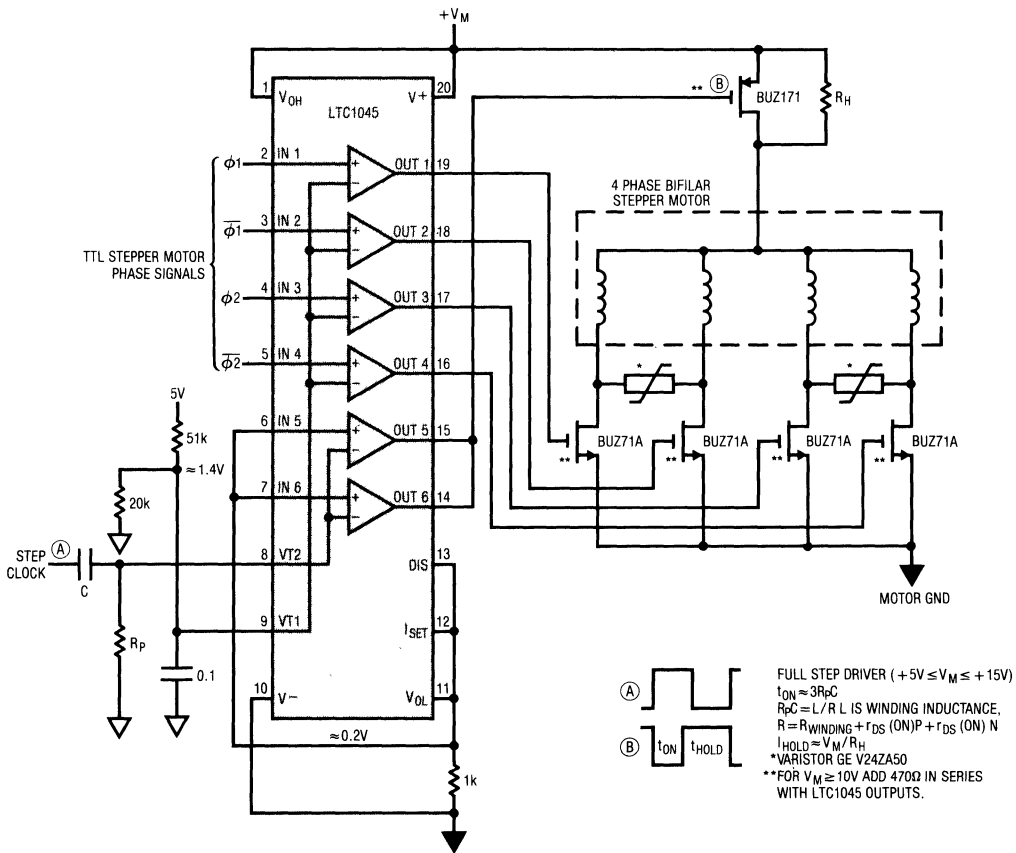 +VM
1
VOH
LTC1045
V+
20
** B
BUZ171
RH
φ1
2
IN 1
+
−
OUT 1
19
4 PHASE BIFILAR
STEPPER MOTOR
φ1̅
3
IN 2
+
−
OUT 2
18
TTL STEPPER MOTOR
PHASE SIGNALS
φ2
4
IN 3
+
−
OUT 3
17
φ2̅
5
IN 4
+
−
OUT 4
16
*
*
5V
51k
6
IN 5
+
−
OUT 5
15
BUZ71A
**
BUZ71A
**
BUZ71A
**
BUZ71A
**
≈1.4V
20k
7
IN 6
+
−
OUT 6
14
STEP
CLOCK
A
C
8
VT2
DIS
13
MOTOR GND
RP
9
VT1
ISET
12
0.1
10
V−
VOL
11
≈0.2V
1k
A
B
tON
tHOLD
FULL STEP DRIVER (+5V≤VM≤+15V)
tON≈3RPC
RPC=L/R L IS WINDING INDUCTANCE,
R=RWINDING+rDS (ON)P+rDS (ON) N
IHOLD≈VM/RH
*VARISTOR GE V24ZA50
**FOR VM≥10V ADD 470Ω IN SERIES
WITH LTC1045 OUTPUTS.